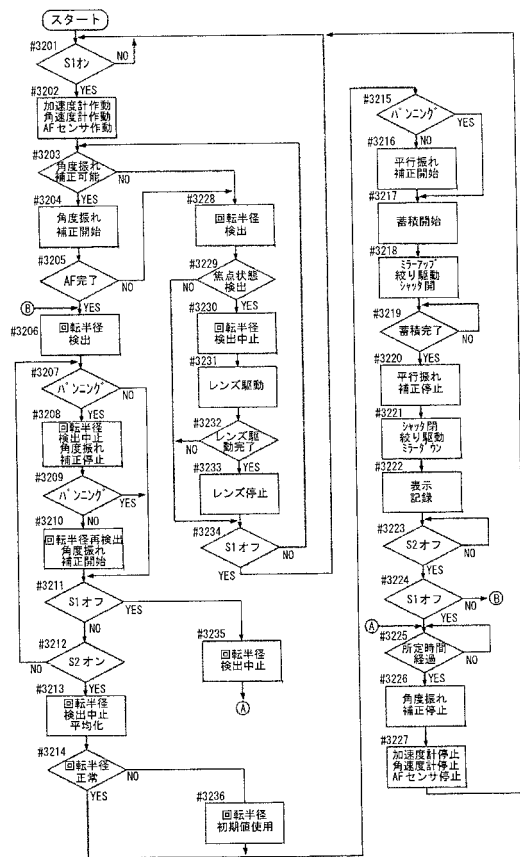 スタート
#3201
S1オン
NO
YES
#3202
加速度計作動
角速度計作動
AFセンサ作動
#3203
角度振れ
補正可能
NO
YES
#3204
角度振れ
補正開始
#3205
AF完了
NO
YES
Ⓑ
#3206
回転半径
検出
#3207
パンニング
#3208
YES
NO
回転半径
検出中止
角度振れ
補正停止
#3209
パンニング
YES
#3210
NO
回転半径再検出
角度振れ
補正開始
#3211
S1オフ
YES
NO
#3212
S2オン
NO
YES
#3213
回転半径
検出中止
平均化
#3214
回転半径
正常
NO
YES
#3228
回転半径
検出
#3229
焦点状態
検出
NO
YES
#3230
回転半径
検出中止
#3231
レンズ駆動
#3232
レンズ駆
動完了
NO
YES
#3233
レンズ停止
#3234
S1オフ
NO
YES
#3235
回転半径
検出中止
Ⓐ
#3236
回転半径
初期値使用
#3215
パンニング
YES
NO
#3216
平行振れ
補正開始
#3217
蓄積開始
#3218
ミラーアップ
絞り駆動
シャッタ開
#3219
蓄積完了
NO
YES
#3220
平行振れ
補正停止
#3221
シャッタ閉
絞り駆動
ミラーダウン
#3222
表示
記録
#3223
S2オフ
NO
YES
#3224
S1オフ
NO
Ⓑ
YES
Ⓐ
#3225
所定時間
経過
NO
YES
#3226
角度振れ
補正停止
#3227
加速度計停止
角速度計停止
AFセンサ停止